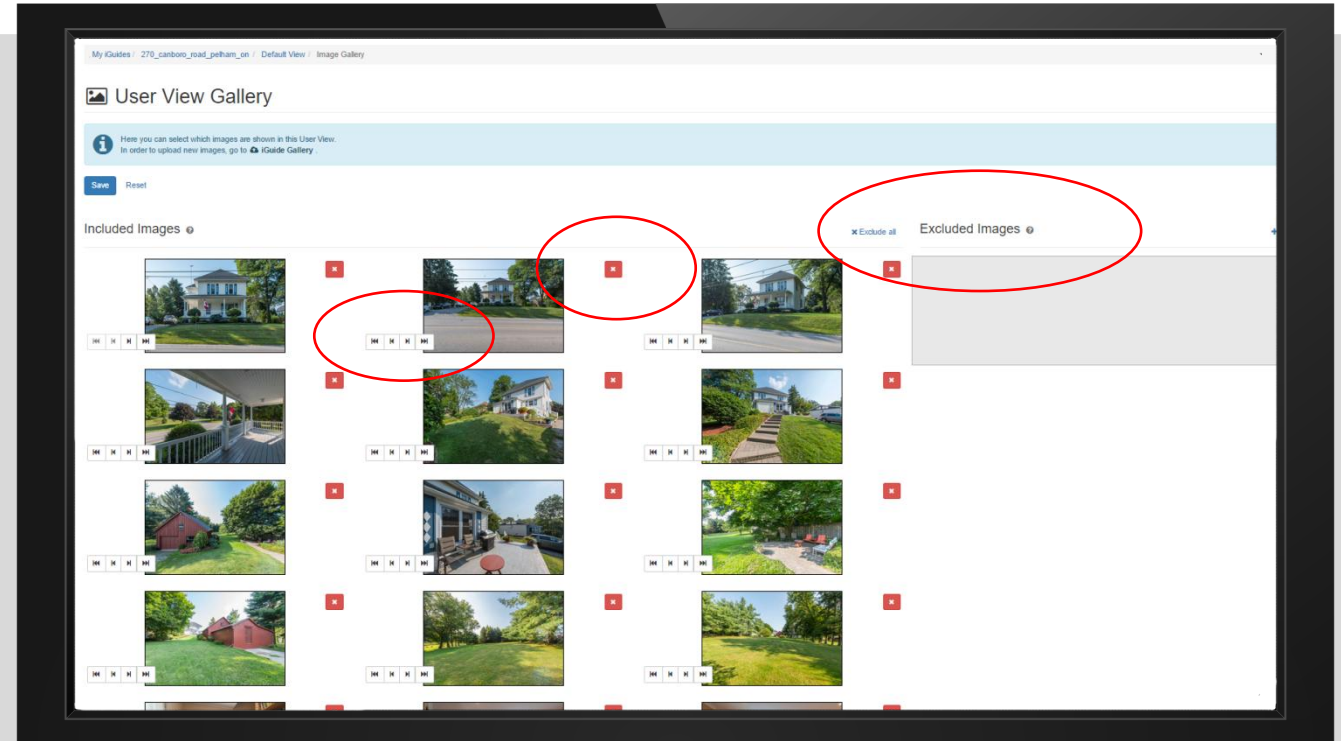 My iGuides / 270_canboro_road_pelham_on / Default View / Image Gallery
User View Gallery
Here you can select which images are shown in this User View.
In order to upload new images, go to iGuide Gallery .
Save Reset
Included Images
Exclude all
Excluded Images